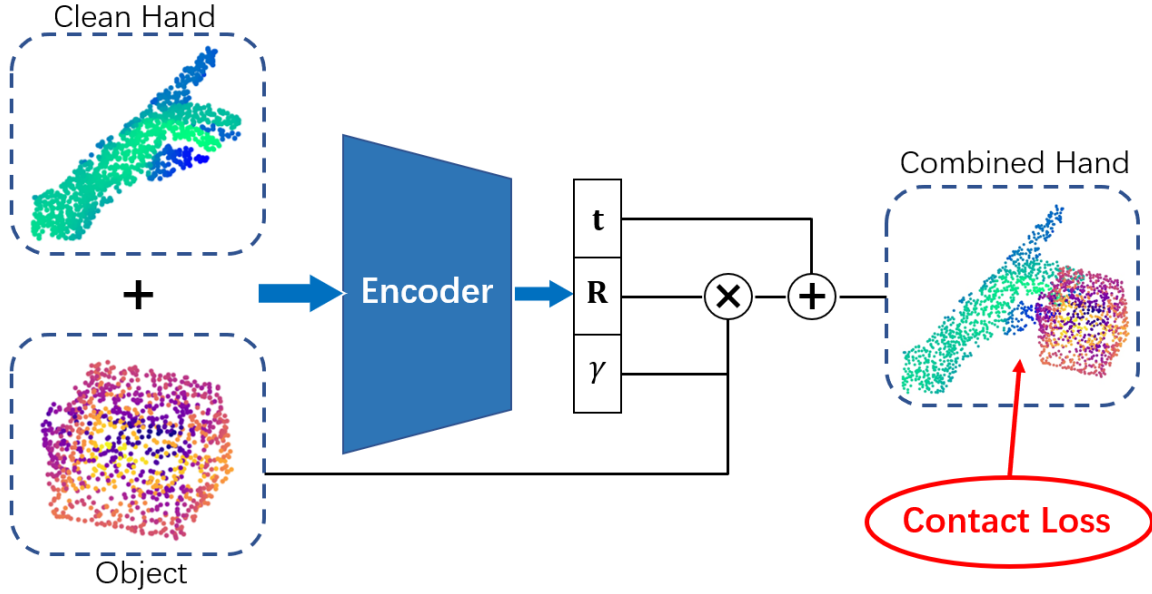 Clean Hand
+
Object
Encoder
t
R
γ
×
+
Combined Hand
Contact Loss